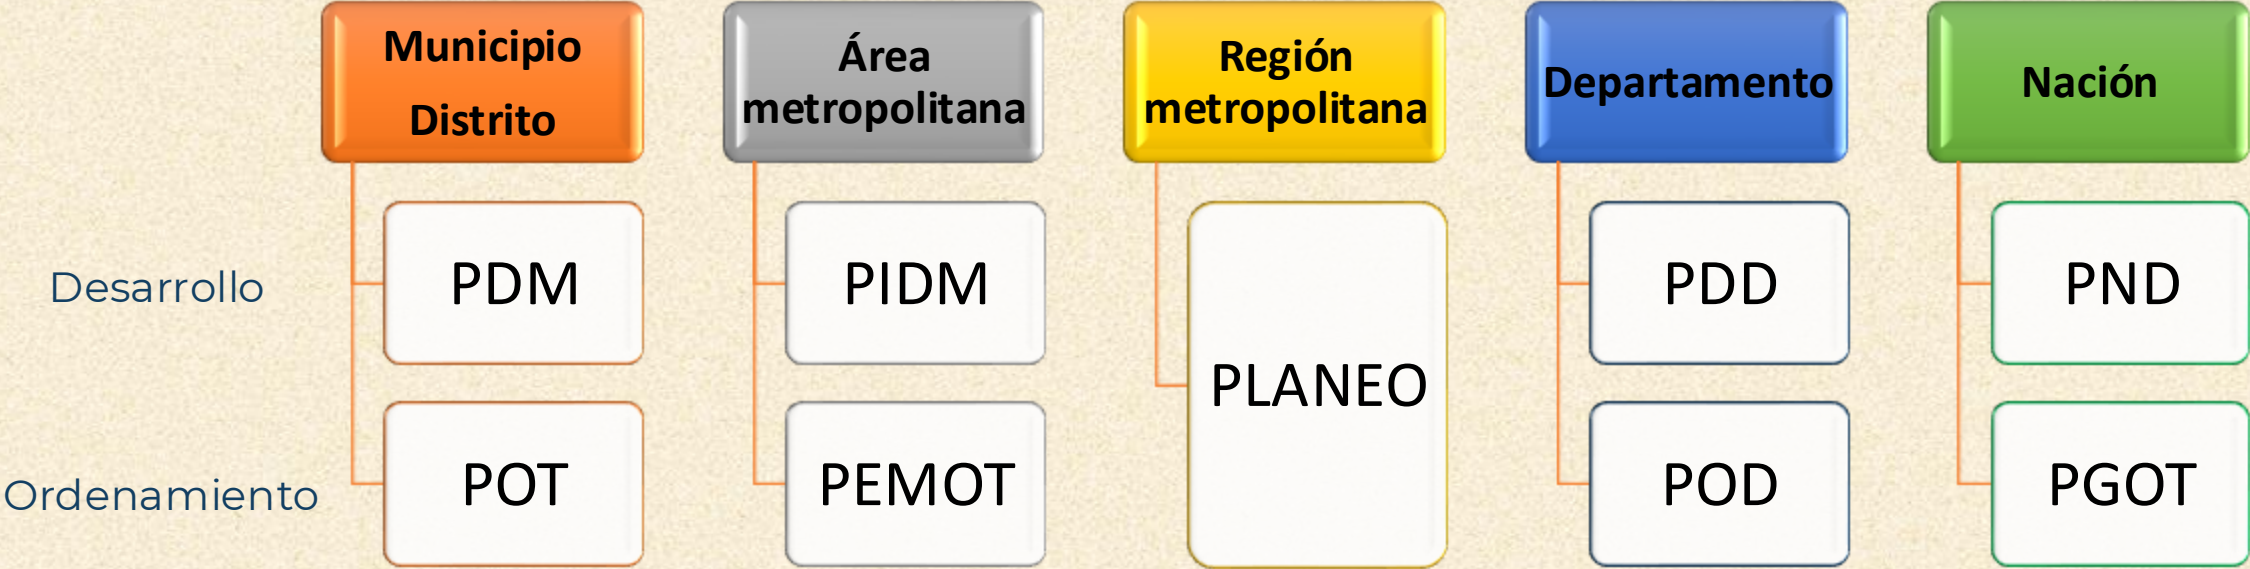 Municipio
Distrito
Área
metropolitana
Región
metropolitana
Departamento
Nación
Desarrollo
PDM
PIDM
PLANEO
PDD
PND
Ordenamiento
POT
PEMOT
POD
PGOT